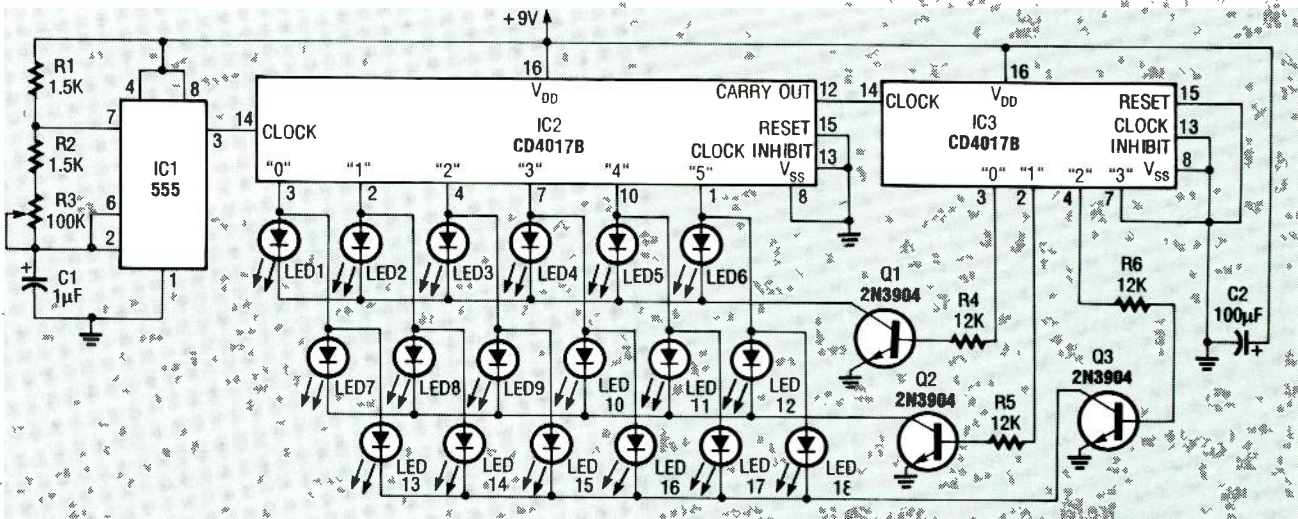 +9V
R1
1.5K
R2
1.5K
R3
100K
C1
1µF
+
4
8
7
6
2
3
1
IC1
555
14
CLOCK
16
V_DD
IC2
CD4017B
CARRY OUT
12
RESET
15
CLOCK INHIBIT
13
V_SS
8
"0"
"1"
"2"
"3"
"4"
"5"
3
2
4
7
10
1
14
CLOCK
16
V_DD
IC3
CD4017B
RESET
15
CLOCK
INHIBIT
13
V_SS
8
"0"
"1"
"2"
"3"
3
2
4
7
LED1
LED2
LED3
LED4
LED5
LED6
Q1
2N3904
R4
12K
R6
12K
C2
100µF
+
LED7
LED8
LED9
LED
10
LED
11
LED
12
Q2
2N3904
R5
12K
Q3
2N3904
LED
13
LED
14
LED
15
LED
16
LED
17
LED
18